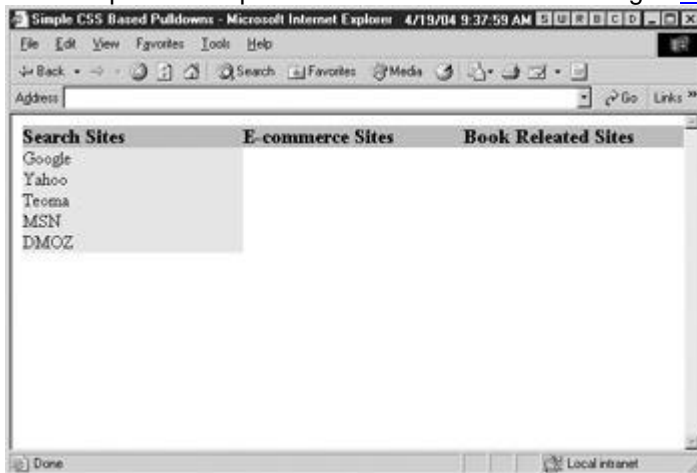 Simple CSS Based Pulldowns - Microsoft Internet Explorer 4/19/04 9:37:59 AM S U R B C D
File Edit View Favorites Tools Help
Back Search Favorites Media
Address Go Links »
Search Sites E-commerce Sites Book Releated Sites
Google
Yahoo
Teoma
MSN
DMOZ
Done Local intranet